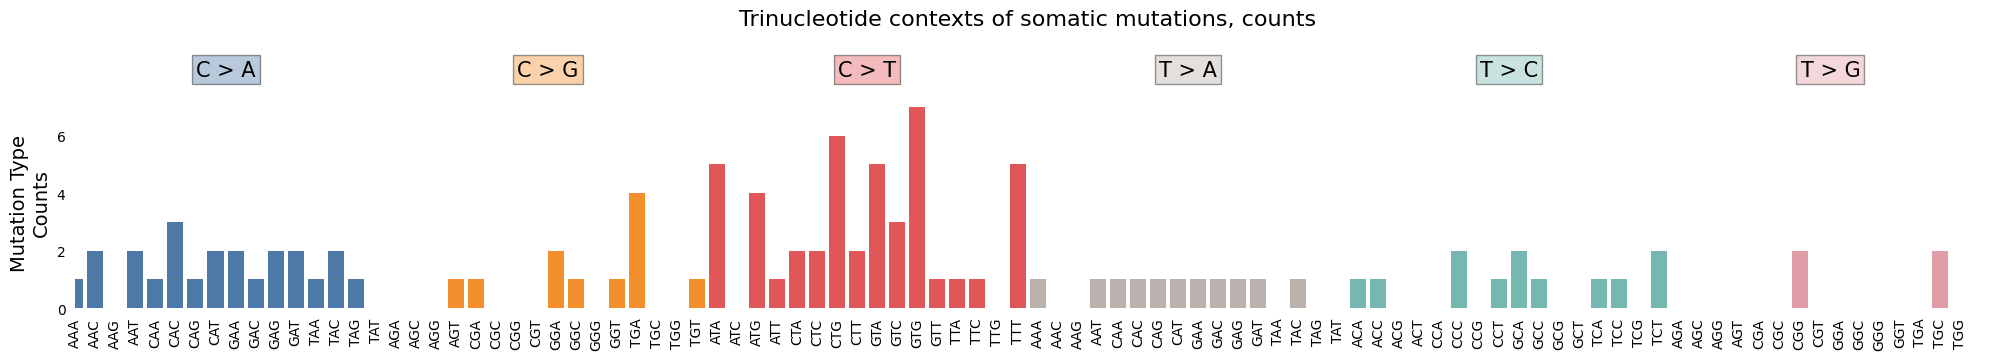 Trinucleotide contexts of somatic mutations, counts
C > A C > G C > T T > A T > C T > G
Mutation Type
Counts
6
4
2
0
AAA AAC AAG AAT CAA CAC CAG CAT GAA GAC GAG GAT TAA TAC TAG TAT AGA AGC AGG AGT CGA CGC CGG CGT GGA GGC GGG GGT TGA TGC TGG TGT ATA ATC ATG ATT CTA CTC CTG CTT GTA GTC GTG GTT TTA TTC TTG TTT AAA AAC AAG AAT CAA CAC CAG CAT GAA GAC GAG GAT TAA TAC TAG TAT ACA ACC ACG ACT CCA CCC CCG CCT GCA GCC GCG GCT TCA TCC TCG TCT AGA AGC AGG AGT CGA CGC CGG CGT GGA GGC GGG GGT TGA TGC TGG